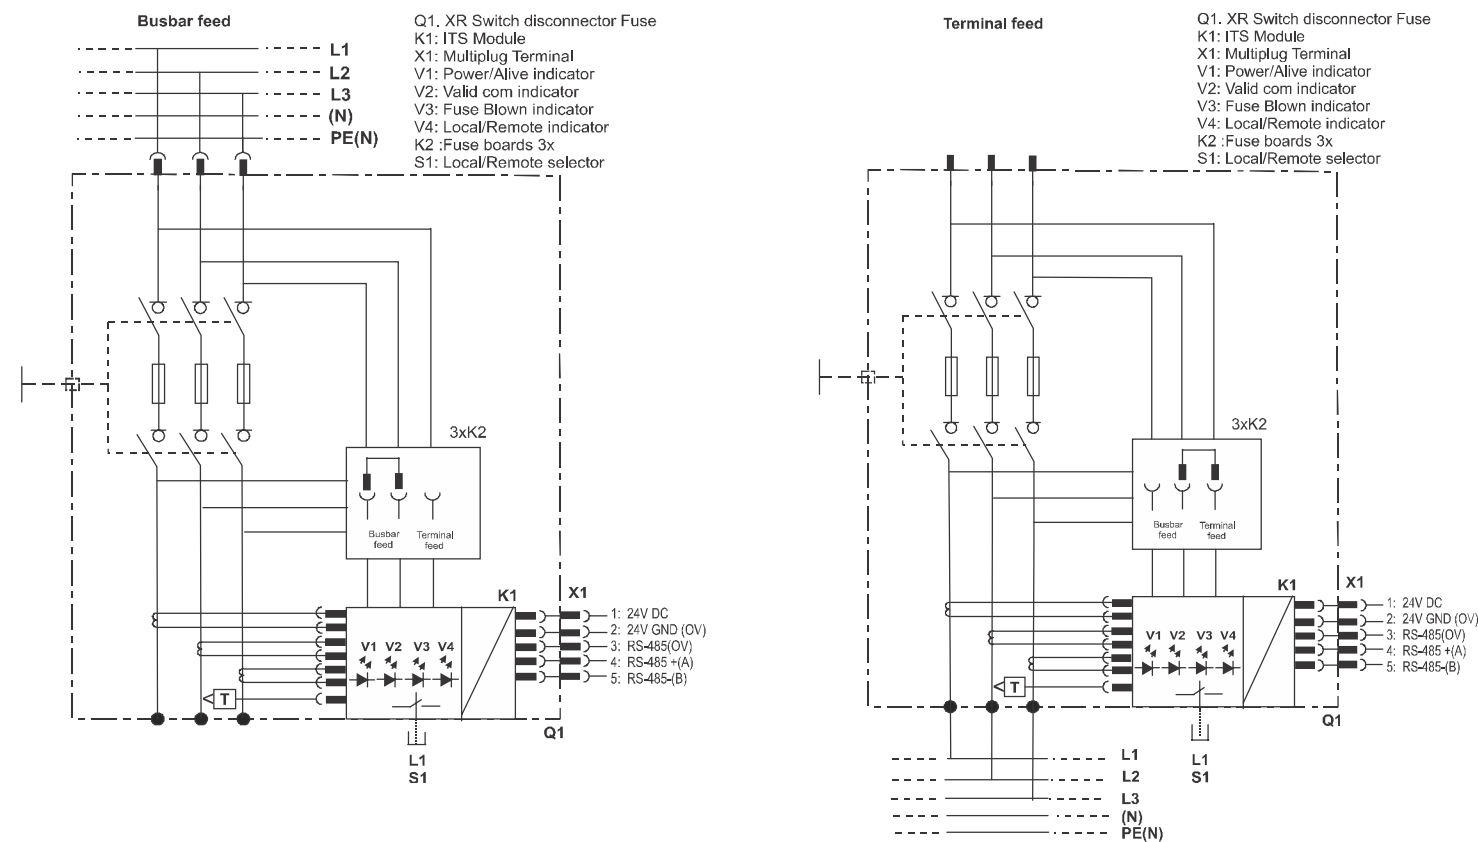 Busbar feed
L1
L2
L3
(N)
PE(N)
Q1. XR Switch disconnector Fuse
K1: ITS Module
X1: Multiplug Terminal
V1: Power/Alive indicator
V2: Valid com indicator
V3: Fuse Blown indicator
V4: Local/Remote indicator
K2 :Fuse boards 3x
S1: Local/Remote selector
3xK2
Busbar feed
Terminal feed
K1
X1
V1 V2 V3 V4
1: 24V DC
2: 24V GND (OV)
3: RS-485(OV)
4: RS-485 +(A)
5: RS-485-(B)
T
Q1
L1
S1
Terminal feed
Q1. XR Switch disconnector Fuse
K1: ITS Module
X1: Multiplug Terminal
V1: Power/Alive indicator
V2: Valid com indicator
V3: Fuse Blown indicator
V4: Local/Remote indicator
K2 :Fuse boards 3x
S1: Local/Remote selector
3xK2
Busbar feed
Terminal feed
K1
X1
V1 V2 V3 V4
1: 24V DC
2: 24V GND (OV)
3: RS-485(OV)
4: RS-485 +(A)
5: RS-485-(B)
T
Q1
L1
S1
L1
L2
L3
(N)
PE(N)